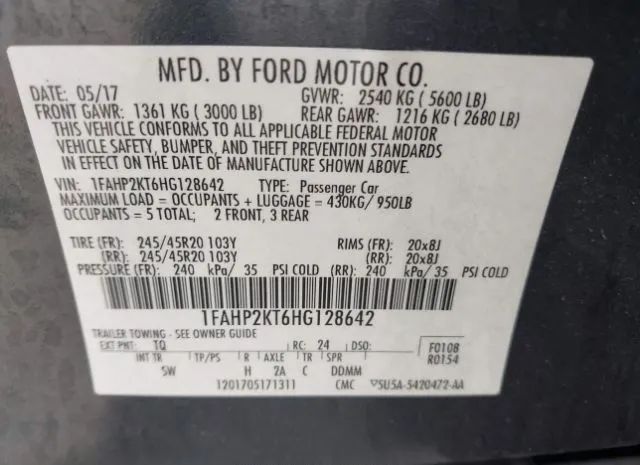 MFD. BY FORD MOTOR CO.
DATE: 05/17 GVWR: 2540 KG ( 5600 LB)
FRONT GAWR: 1361 KG ( 3000 LB) REAR GAWR: 1216 KG ( 2680 LB)
THIS VEHICLE CONFORMS TO ALL APPLICABLE FEDERAL MOTOR
VEHICLE SAFETY, BUMPER, AND THEFT PREVENTION STANDARDS
IN EFFECT ON THE DATE OF MANUFACTURE SHOWN ABOVE.
VIN: 1FAHP2KT6HG128642 TYPE: Passenger Car
MAXIMUM LOAD = OCCUPANTS + LUGGAGE = 430KG/ 950LB
OCCUPANTS = 5 TOTAL; 2 FRONT, 3 REAR
TIRE (FR): 245/45R20 103Y RIMS (FR): 20x8J
(RR): 245/45R20 103Y (RR): 20x8J
PRESSURE (FR): 240 kPa/ 35 PSI COLD (RR): 240 kPa/ 35 PSI COLD
1FAHP2KT6HG128642
TRAILER TOWING - SEE OWNER GUIDE
EXT PNT: TQ RC: 24 DSO: F0108
INT TR TP/PS R AXLE TR SPR R0154
SW H 2A C DDMM
1201705171311 CMC 5U5A-5420472-AA